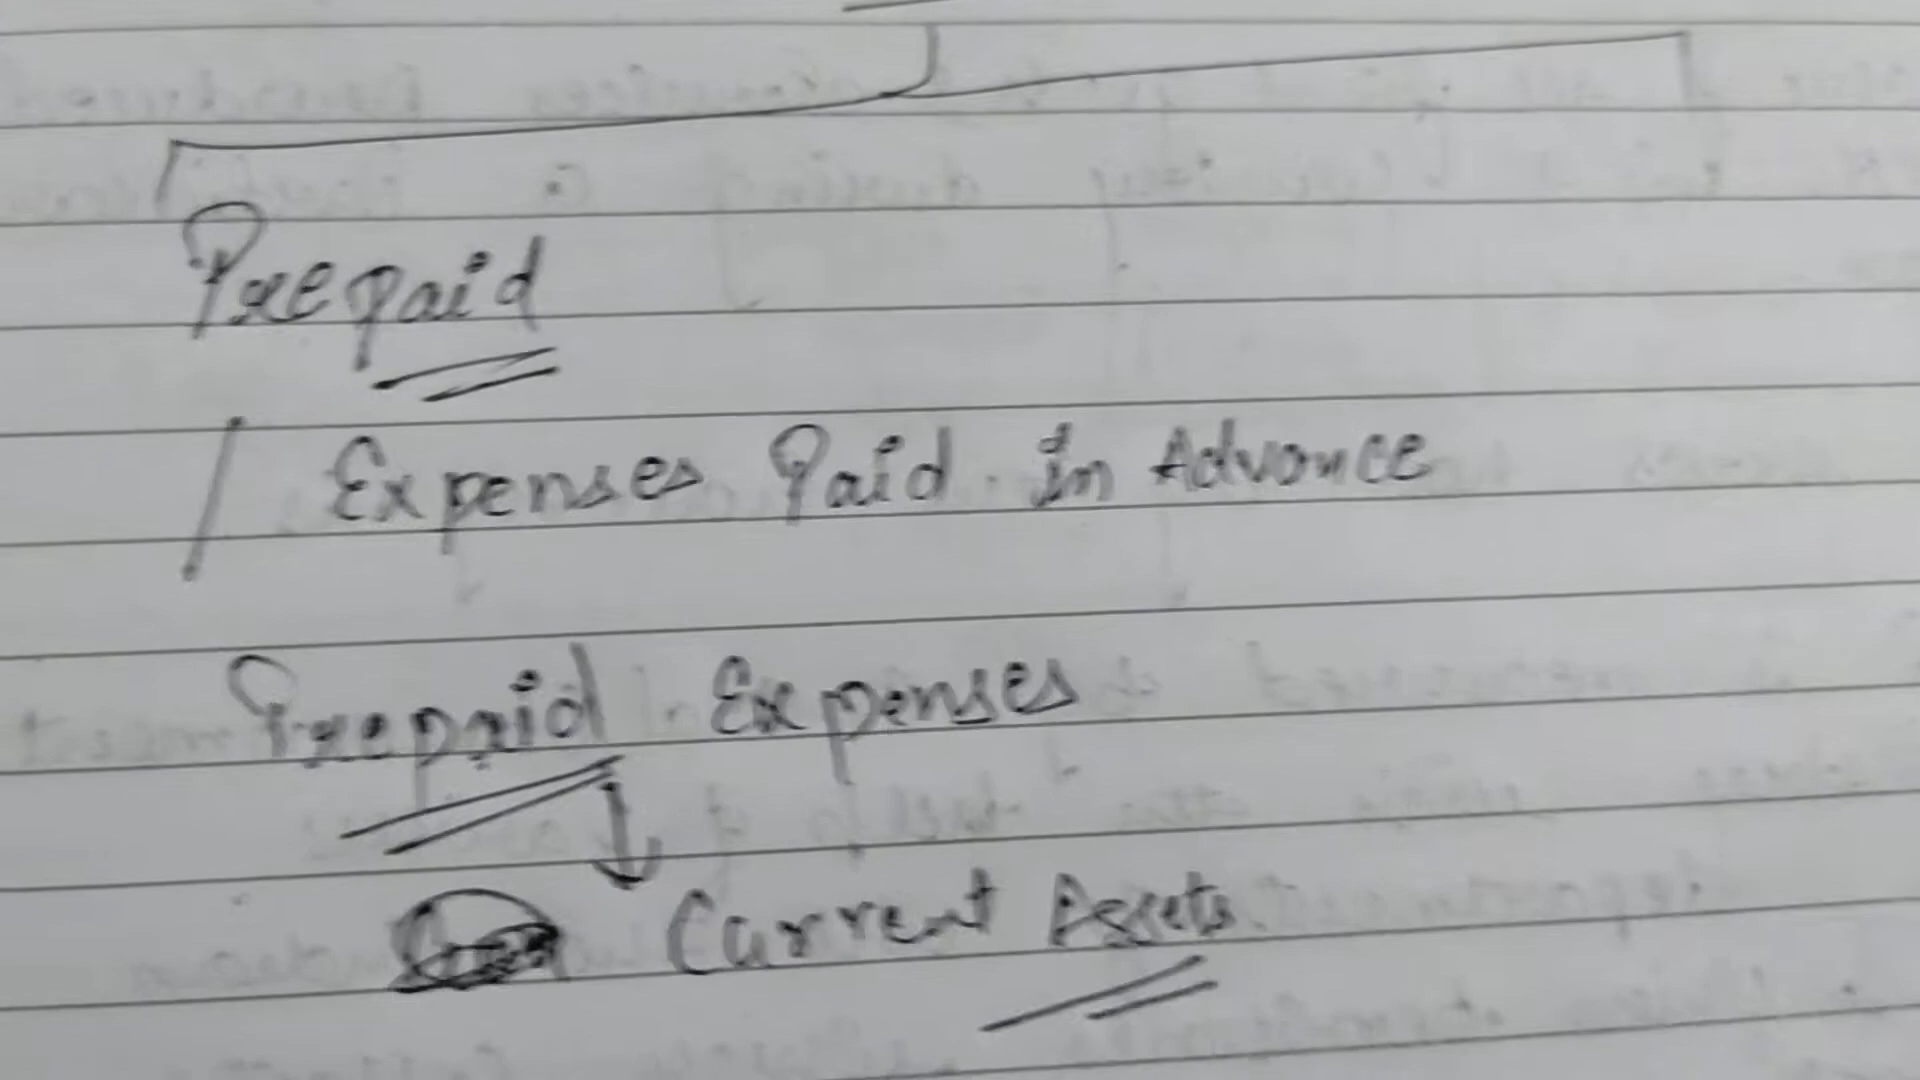 Prepaid
Expenses Paid in Advance
Prepaid Expenses
Current Assets